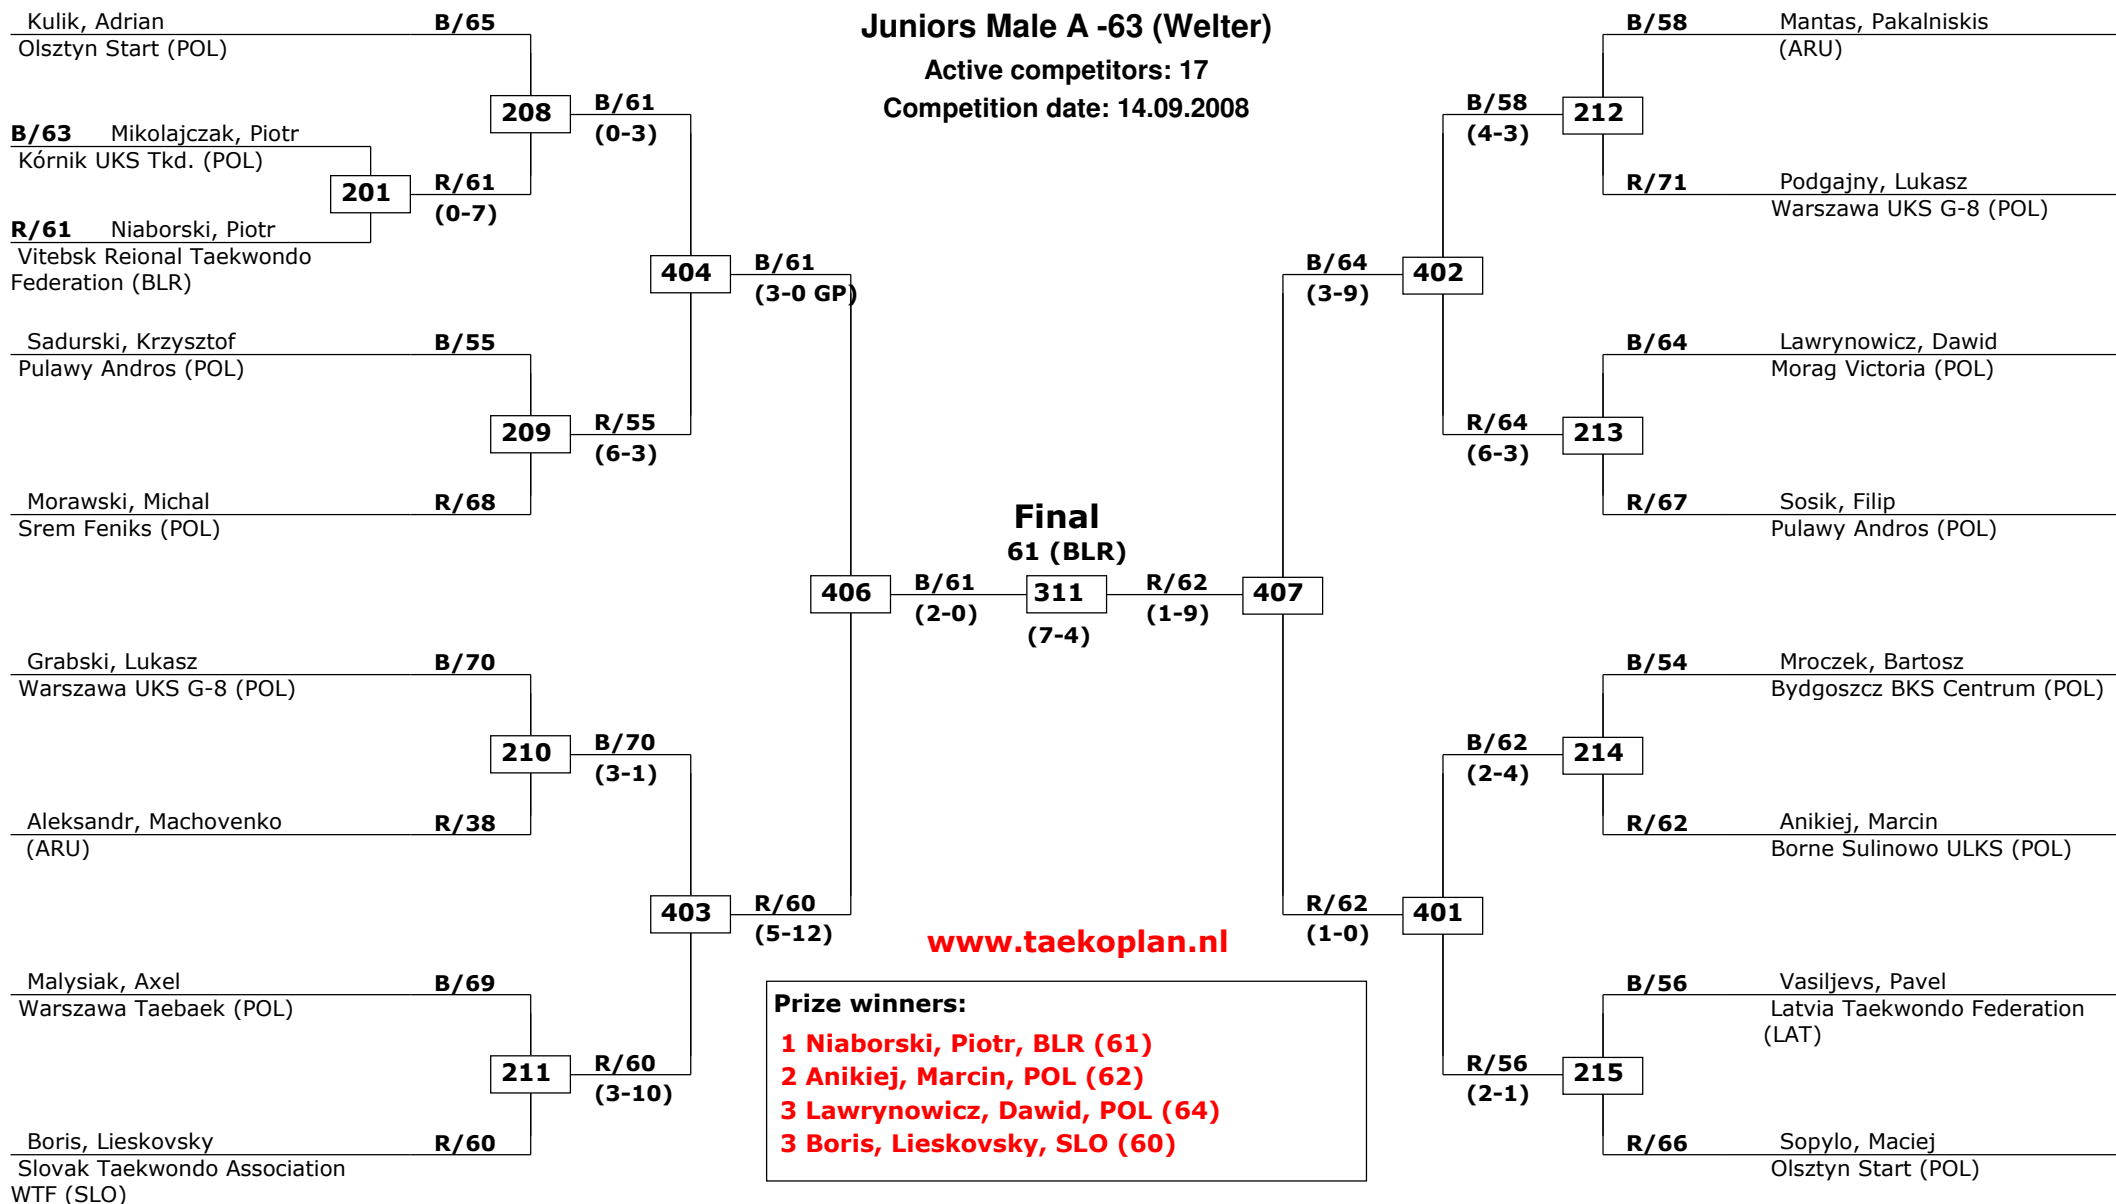 Juniors Male A -63 (Welter)
Active competitors: 17
Competition date: 14.09.2008
Kulik, Adrian B/65
Olsztyn Start (POL)
208 B/61
(0-3)
B/63 Mikolajczak, Piotr
Kórnik UKS Tkd. (POL)
201 R/61
(0-7)
R/61 Niaborski, Piotr
Vitebsk Reional Taekwondo
Federation (BLR)
404 B/61
(3-0 GP)
Sadurski, Krzysztof B/55
Pulawy Andros (POL)
209 R/55
(6-3)
Morawski, Michal R/68
Srem Feniks (POL)
406 B/61
(2-0)
Grabski, Lukasz B/70
Warszawa UKS G-8 (POL)
210 B/70
(3-1)
Aleksandr, Machovenko R/38
(ARU)
403 R/60
(5-12)
Malysiak, Axel B/69
Warszawa Taebaek (POL)
211 R/60
(3-10)
Boris, Lieskovsky R/60
Slovak Taekwondo Association
WTF (SLO)
Final
61 (BLR)
311
(7-4)
B/58 Mantas, Pakalniskis
(ARU)
B/58 212
(4-3)
R/71 Podgajny, Lukasz
Warszawa UKS G-8 (POL)
B/64 402
(3-9)
B/64 Lawrynowicz, Dawid
Morag Victoria (POL)
R/64 213
(6-3)
R/67 Sosik, Filip
Pulawy Andros (POL)
R/62 407
(1-9)
B/54 Mroczek, Bartosz
Bydgoszcz BKS Centrum (POL)
B/62 214
(2-4)
R/62 Anikiej, Marcin
Borne Sulinowo ULKS (POL)
R/62 401
(1-0)
B/56 Vasiljevs, Pavel
Latvia Taekwondo Federation
(LAT)
R/56 215
(2-1)
R/66 Sopylo, Maciej
Olsztyn Start (POL)
www.taekoplan.nl
Prize winners:
1 Niaborski, Piotr, BLR (61)
2 Anikiej, Marcin, POL (62)
3 Lawrynowicz, Dawid, POL (64)
3 Boris, Lieskovsky, SLO (60)